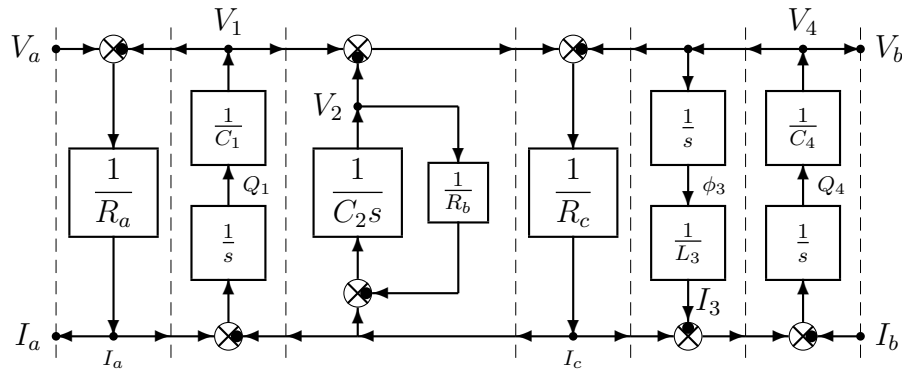 V_a V_1 V_4 V_b
V_2
1/C_1 1/s 1/C_4
1/R_a Q_1 1/(C_2 s) 1/R_b 1/R_c ϕ_3 Q_4
1/s 1/L_3 1/s
I_3
I_a I_a I_c I_b